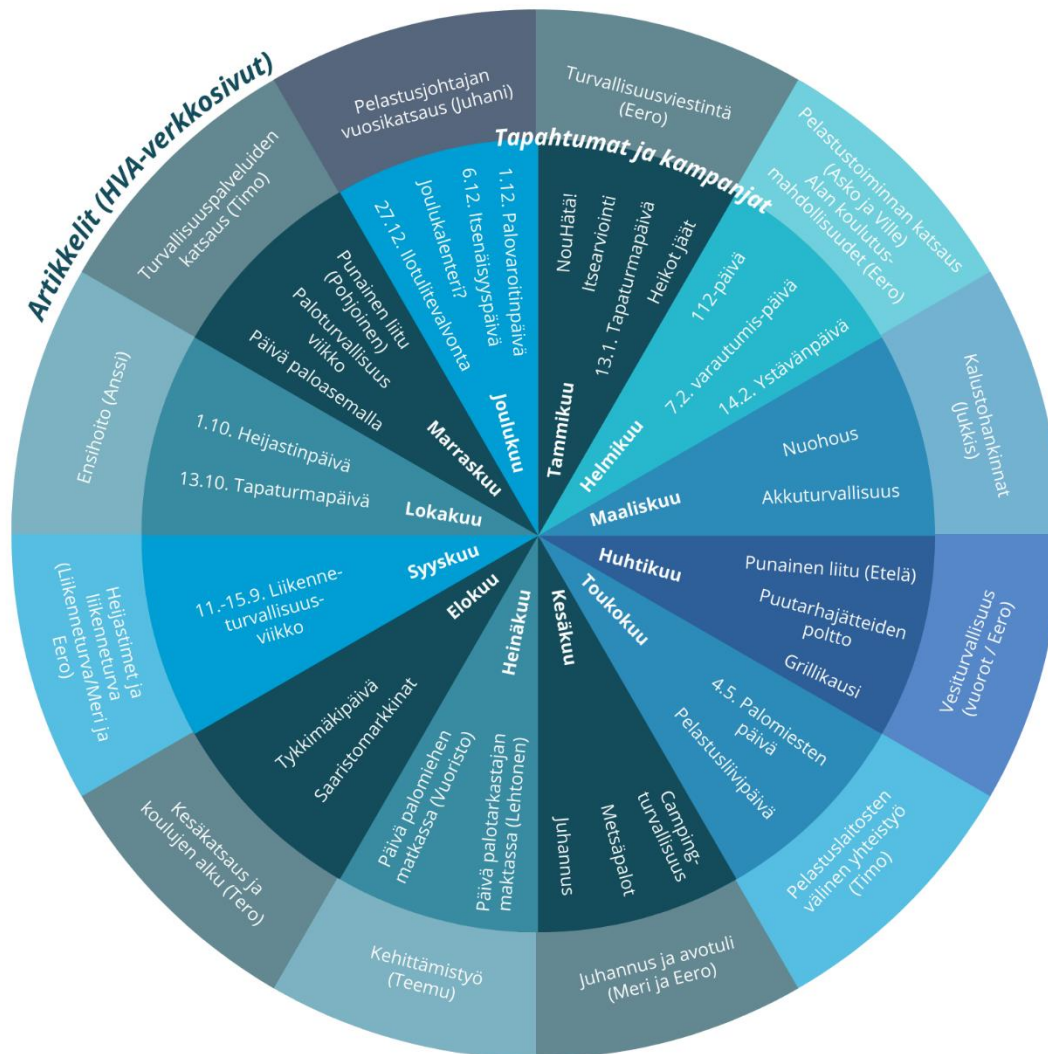 Artikkelit (HVA-verkkosivut)
Tapahtumat ja kampanjat
Turvallisuusviestintä
(Eero)
Tammikuu
NouHätä!
Itsearviointi
13.1. Tapaturmapäivä
Heikot jäät
Pelastustoiminnan katsaus
(Asko ja Ville)
Alan koulutus-
mahdollisuudet (Eero)
Helmikuu
112-päivä
7.2. varautumis-päivä
14.2. Ystävänpäivä
Kalustohankinnat
(Jukkis)
Maaliskuu
Nuohous
Akkuturvallisuus
Vesiturvallisuus
(vuorot / Eero)
Huhtikuu
Punainen liitu (Etelä)
Puutarhajätteiden
poltto
Grillikausi
Pelastuslaitosten
välinen yhteistyö
(Timo)
Toukokuu
4.5. Palomiesten
päivä
Pelastusliivipäivä
Juhannus ja avotuli
(Meri ja Eero)
Kesäkuu
Camping-
turvallisuus
Metsäpalot
Juhannus
Kehittämistyö
(Teemu)
Heinäkuu
Päivä palomiehen
matkassa (Vuoristo)
Päivä palotarkastajan
maktassa (Lehtonen)
Kesäkatsaus ja
koulujen alku (Tero)
Elokuu
Tykkimäkipäivä
Saaristomarkkinat
Heijastimet ja
liikenneturva
(Liikenneturva/Meri ja
Eero)
Syyskuu
11.-15.9. Liikenne-
turvallisuus-
viikko
Ensihoito (Anssi)
Lokakuu
1.10. Heijastinpäivä
13.10. Tapaturmapäivä
Turvallisuuspalveluiden
katsaus (Timo)
Marraskuu
Punainen liitu
(Pohjoinen)
Paloturvallisuus
viikko
Päivä paloasemalla
Pelastusjohtajan
vuosikatsaus (Juhani)
Joulukuu
1.12. Palovaroitinpäivä
6.12. Itsenäisyyspäivä
Joulukalenteri?
27.12. Ilotulitevalvonta